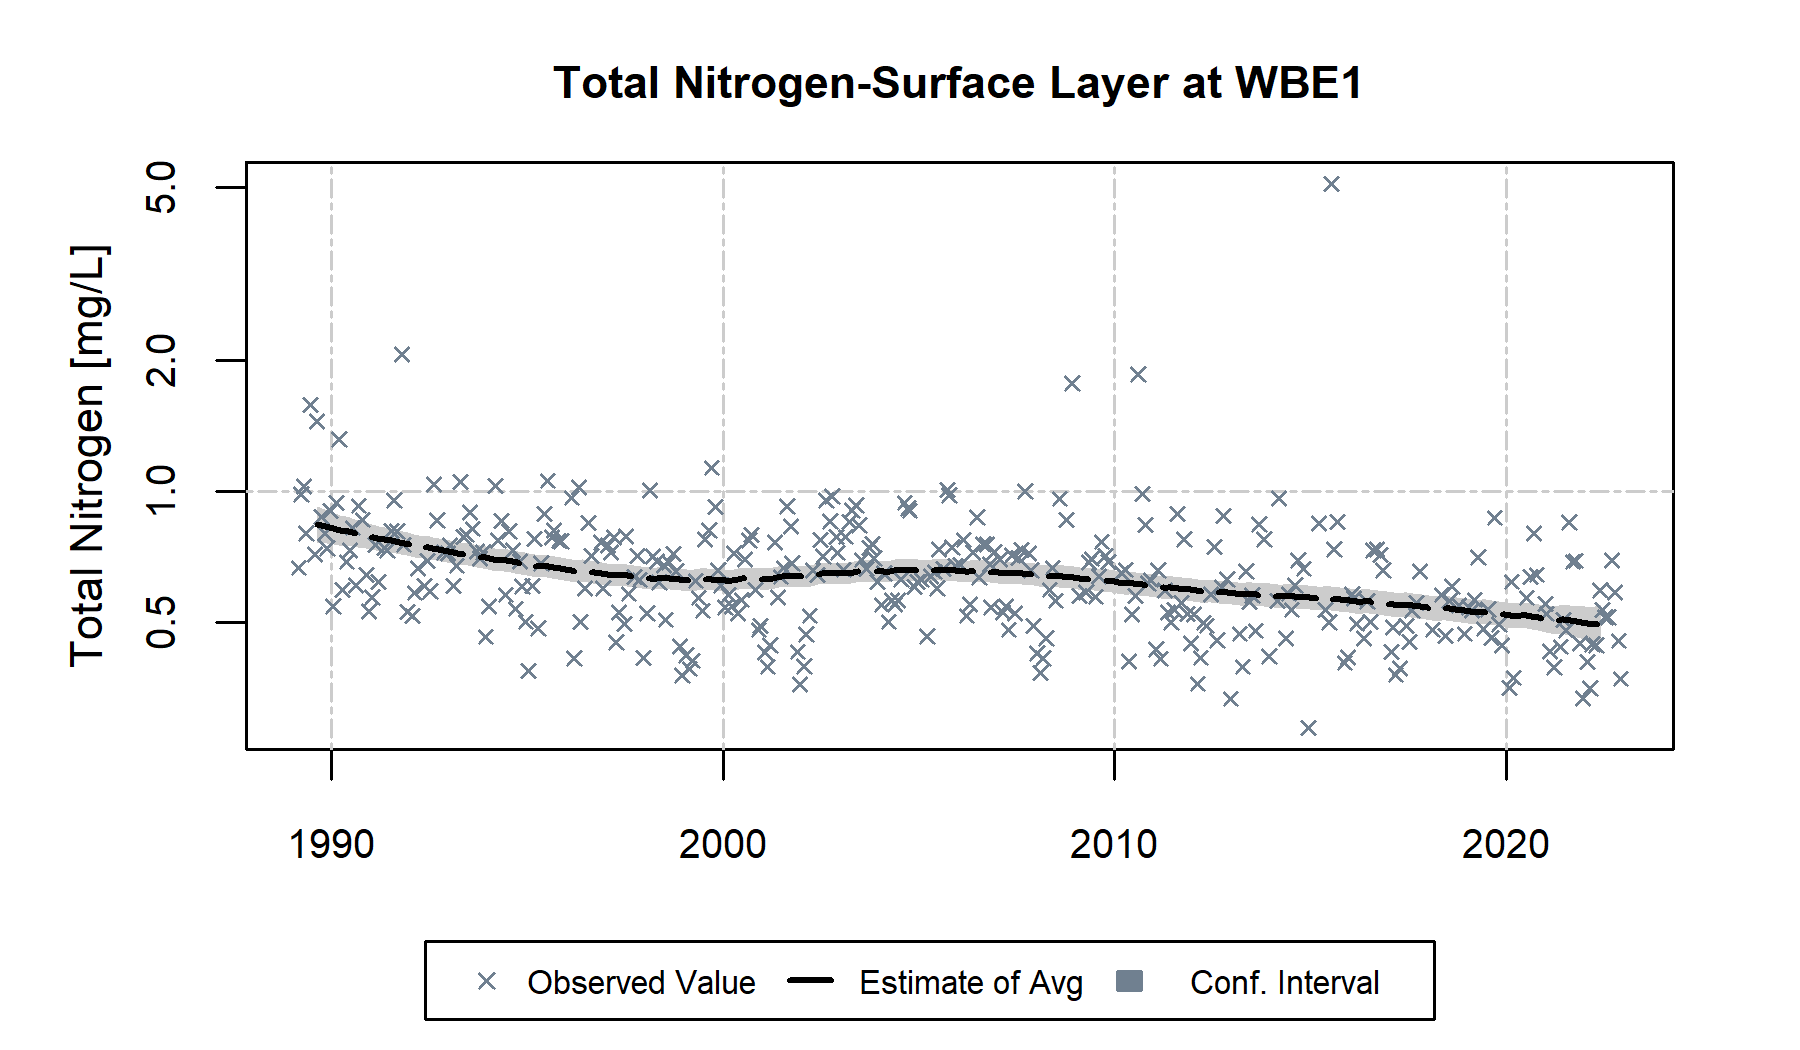 Total Nitrogen-Surface Layer at WBE1
Total Nitrogen [mg/L]
5.0
2.0
1.0
0.5
1990 2000 2010 2020
Observed Value Estimate of Avg Conf. Interval